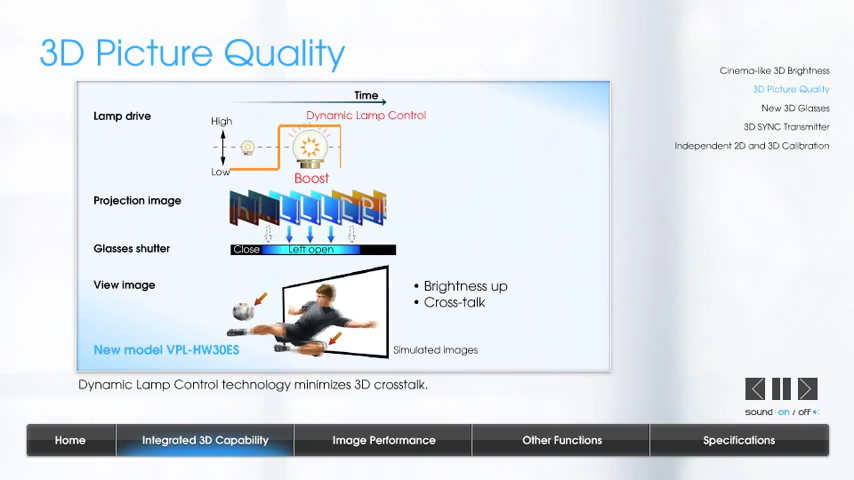 3D Picture Quality
Cinema-like 3D Brightness
3D Picture Quality
New 3D Glasses
3D SYNC Transmitter
Independent 2D and 3D Calibration
Time
Lamp drive
Dynamic Lamp Control
High
Low
Boost
Projection image
L L L
Glasses shutter
Close
Left open
View image
• Brightness up
• Cross-talk
New model VPL-HW30ES
Simulated images
Dynamic Lamp Control technology minimizes 3D crosstalk.
sound on / off
Home
Integrated 3D Capability
Image Performance
Other Functions
Specifications